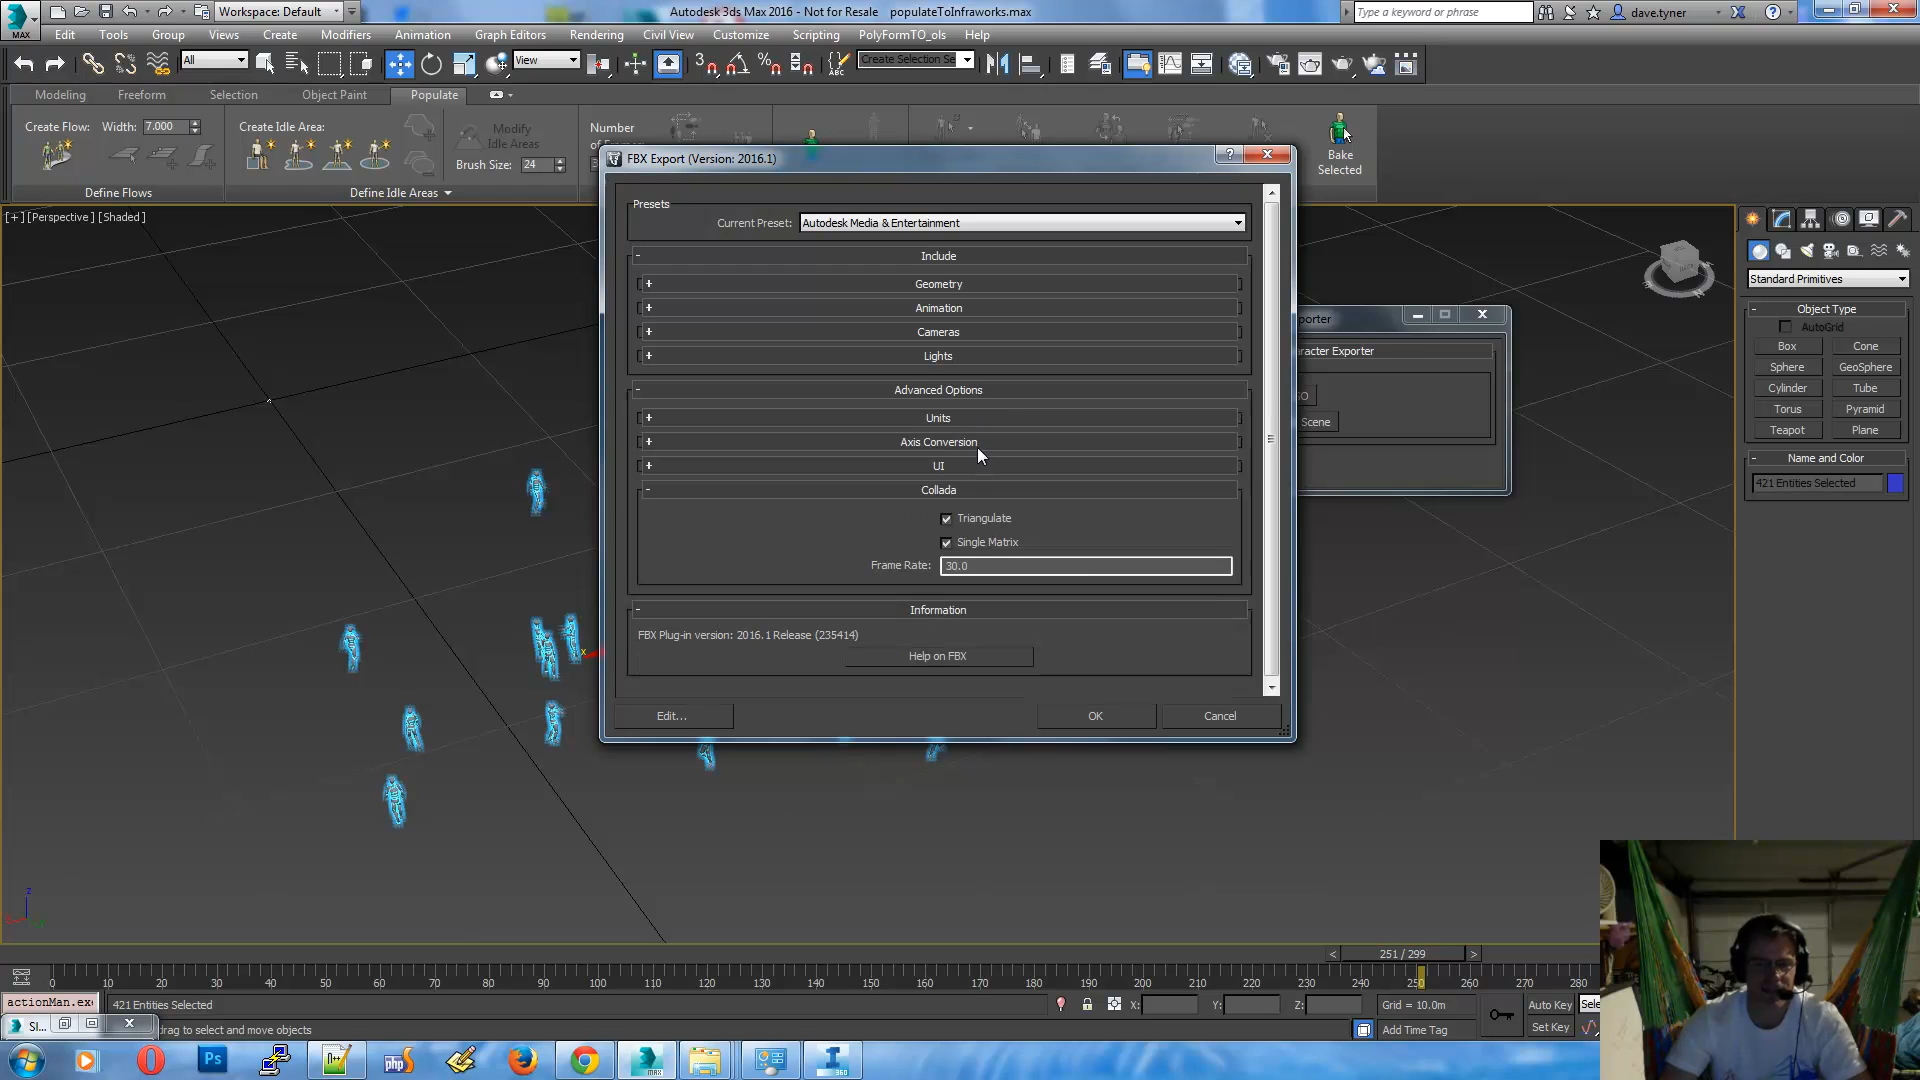 MAX
Workspace: Default
Autodesk 3ds Max 2016 - Not for Resale populateToInfraworks.max
Type a keyword or phrase
dave.tyner
Edit Tools Group Views Create Modifiers Animation Graph Editors Rendering Civil View Customize Scripting PolyFormTO_ols Help
All
View
3
ABC
Create Selection Se
Modeling Freeform Selection Object Paint Populate
Create Flow: Width: 7.000
Create Idle Area:
Modify
Idle Areas
Brush Size: 24
Number
Bake
Selected
Define Flows
Define Idle Areas
[+] [Perspective] [Shaded]
FBX Export (Version: 2016.1)
Presets
Current Preset: Autodesk Media & Entertainment
- Include
+ Geometry
+ Animation
+ Cameras
+ Lights
- Advanced Options
+ Units
+ Axis Conversion
+ UI
- Collada
Triangulate
Single Matrix
Frame Rate: 30.0
- Information
FBX Plug-in version: 2016.1 Release (235414)
Help on FBX
Edit...
OK
Cancel
porter
aracter Exporter
GO
Scene
Standard Primitives
- Object Type
AutoGrid
Box Cone
Sphere GeoSphere
Cylinder Tube
Torus Pyramid
Teapot Plane
- Name and Color
421 Entities Selected
x
z
< 251 / 299 >
0 10 20 30 40 50 60 70 80 90 100 110 120 130 140 150 160 170 180 190 200 210 220 230 240 250 260 270 280
actionMan.exe
421 Entities Selected
X: Y: Z:
Grid = 10.0m
Auto Key
Sele
Sl...
drag to select and move objects
Add Time Tag
Set Key
Ps
php
MAX
360